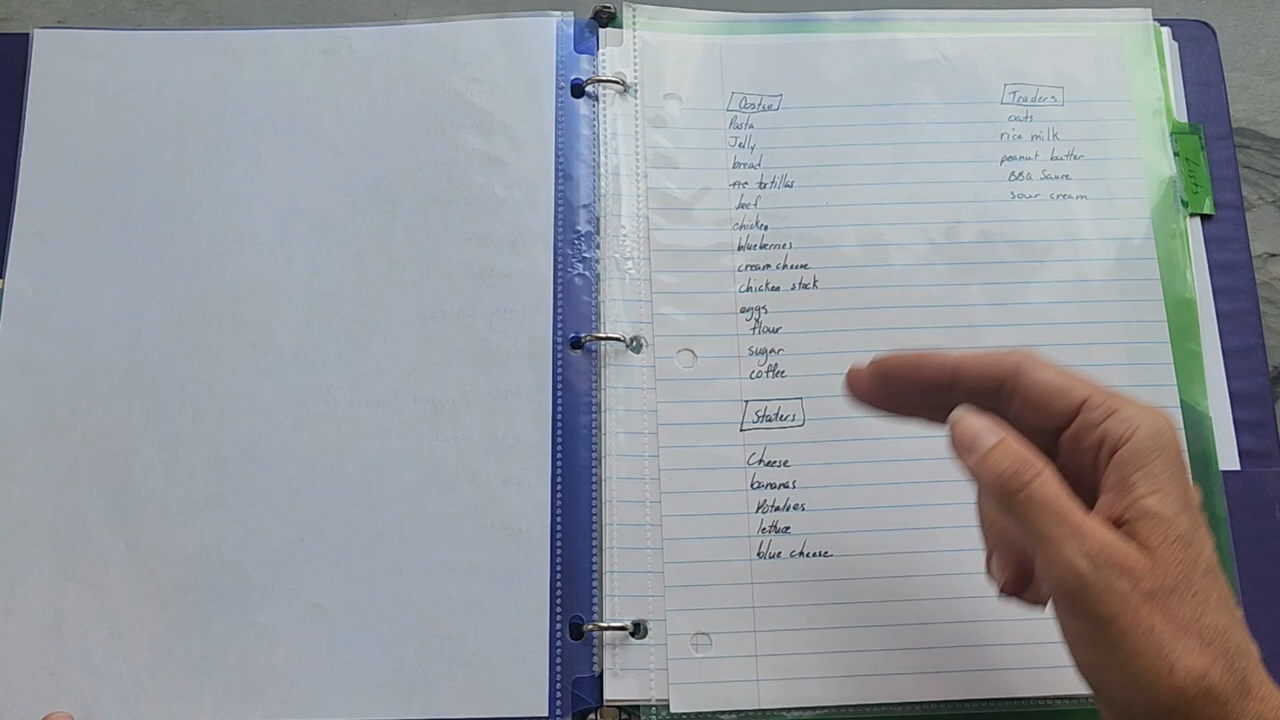 Costco
Pasta
Jelly
bread
tortillas
beef
chicken
blueberries
cream cheese
chicken stock
eggs
flour
sugar
coffee
Staters
Cheese
bananas
Potatoes
lettuce
blue cheese
Traders
oats
rice milk
peanut butter
BBQ Sauce
sour cream
Lists